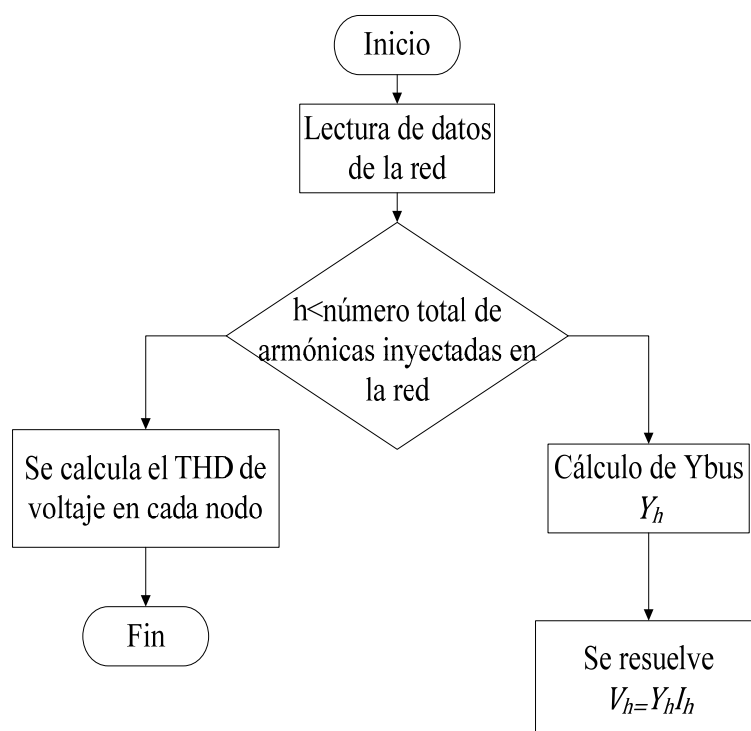 Inicio
Lectura de datos
de la red
h<número total de
armónicas inyectadas en
la red
Se calcula el THD de
voltaje en cada nodo
Fin
Cálculo de Ybus
Yh
Se resuelve
Vh=YhIh